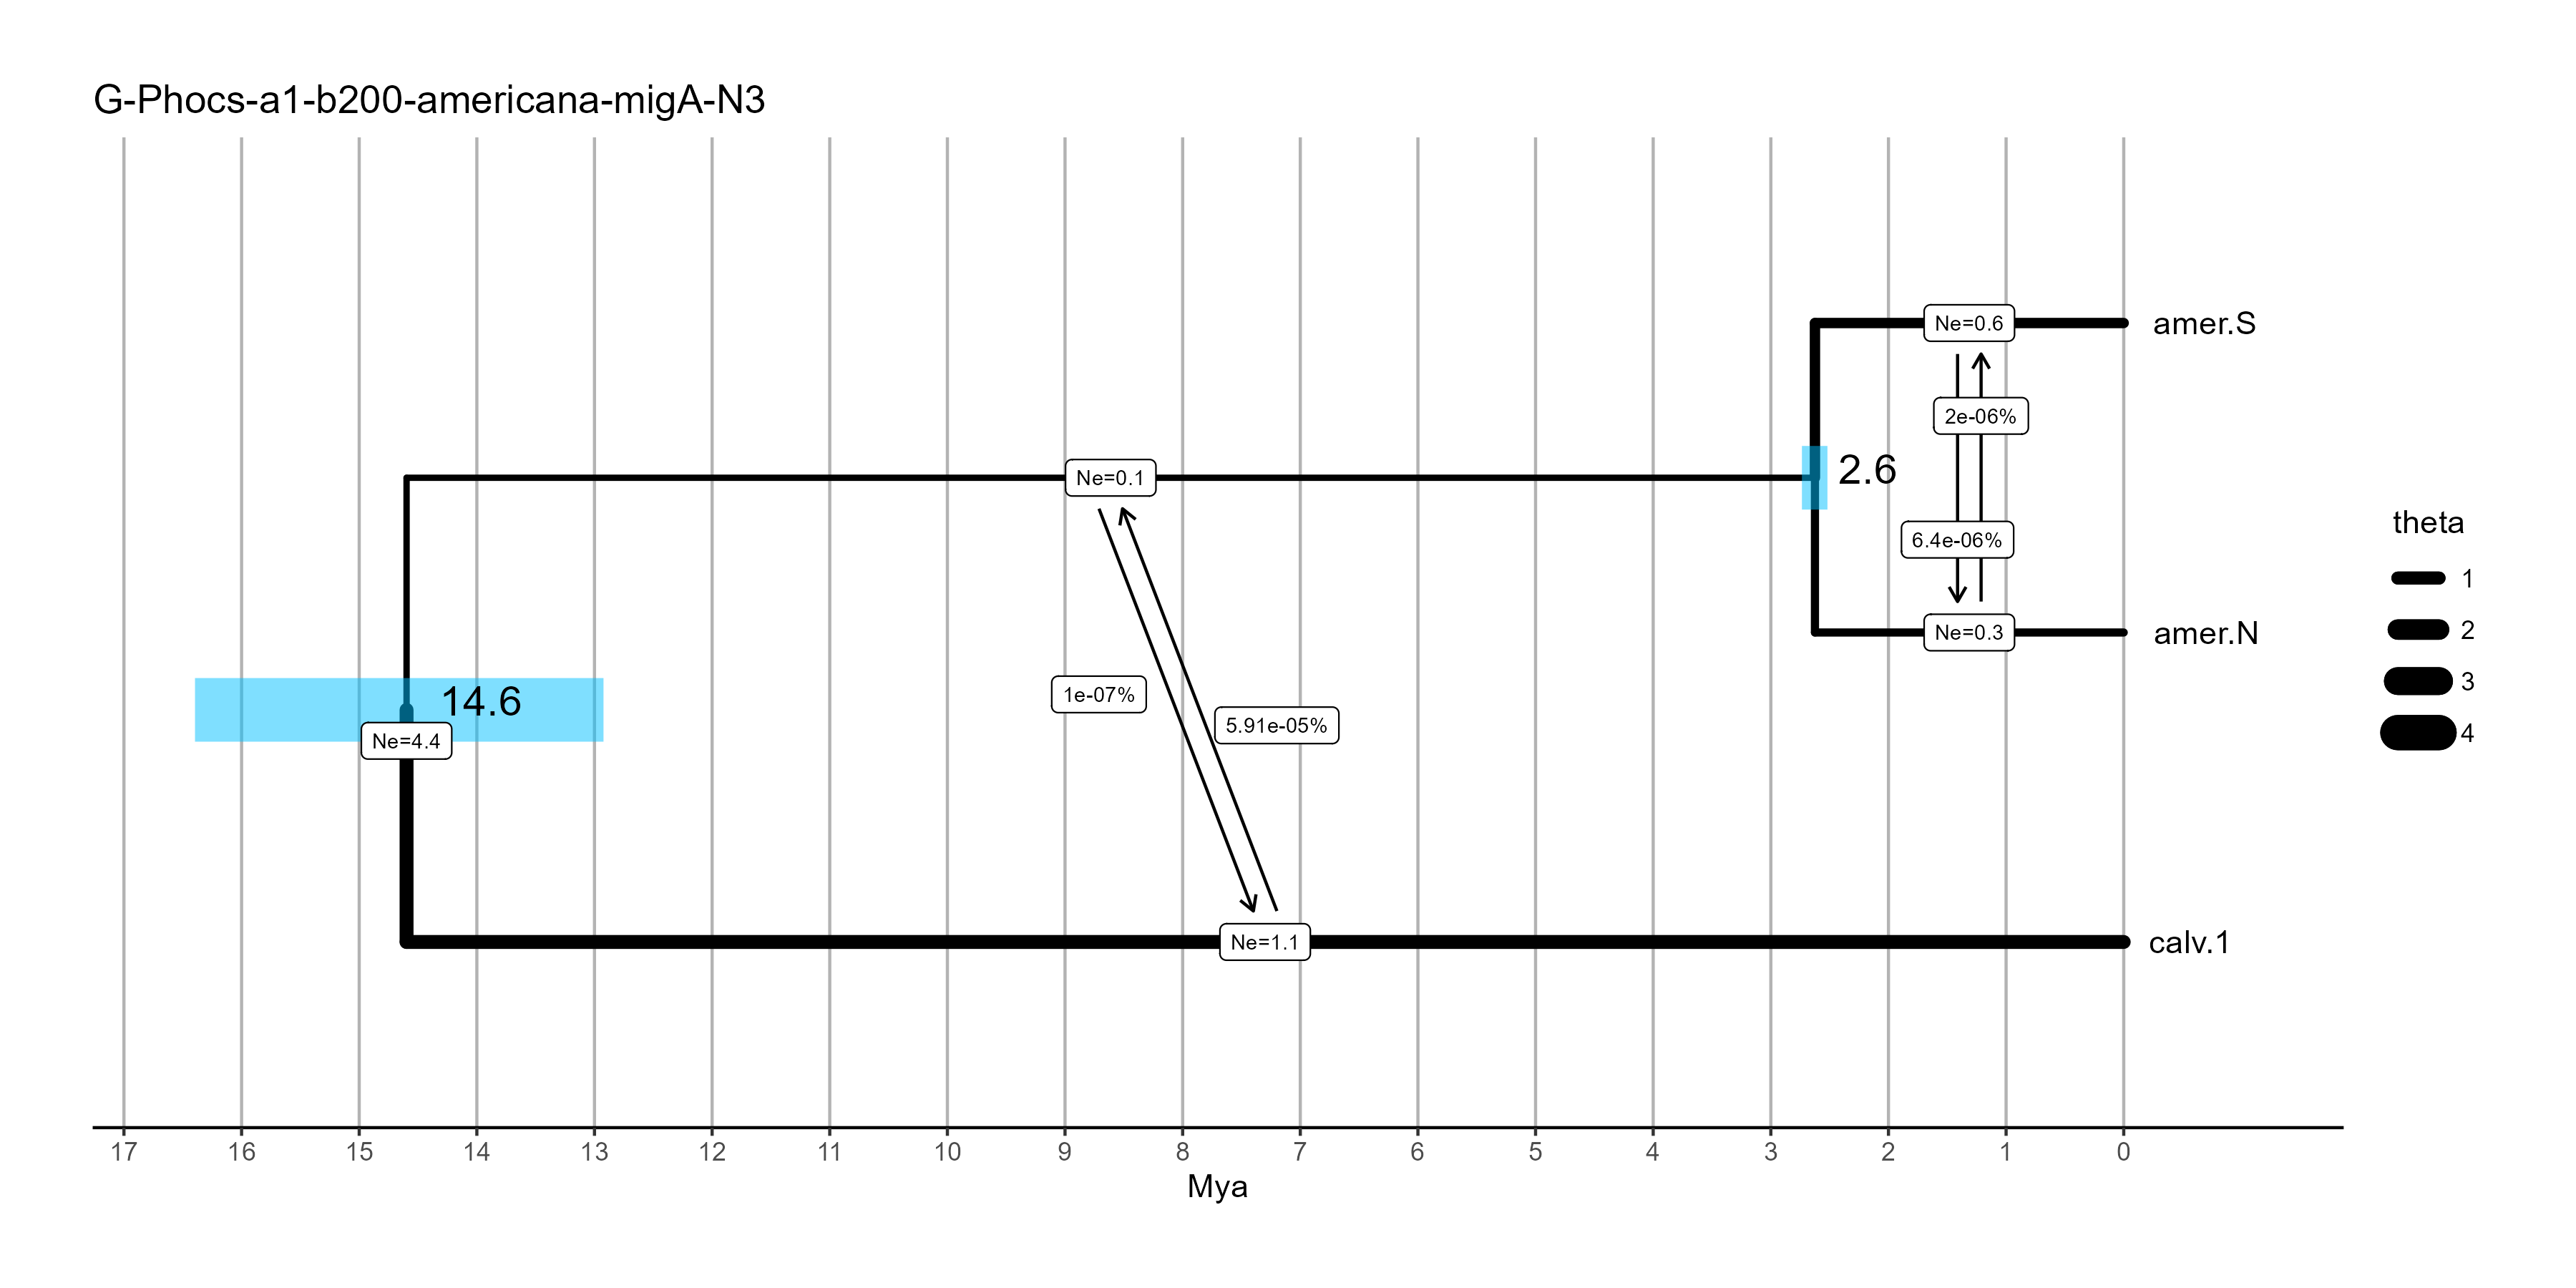 G-Phocs-a1-b200-americana-migA-N3
Ne=0.6
amer.S
2e-06%
2.6
Ne=0.1
6.4e-06%
Ne=0.3
amer.N
14.6
Ne=4.4
1e-07%
5.91e-05%
Ne=1.1
calv.1
theta
1
2
3
4
17 16 15 14 13 12 11 10 9 8 7 6 5 4 3 2 1 0
Mya